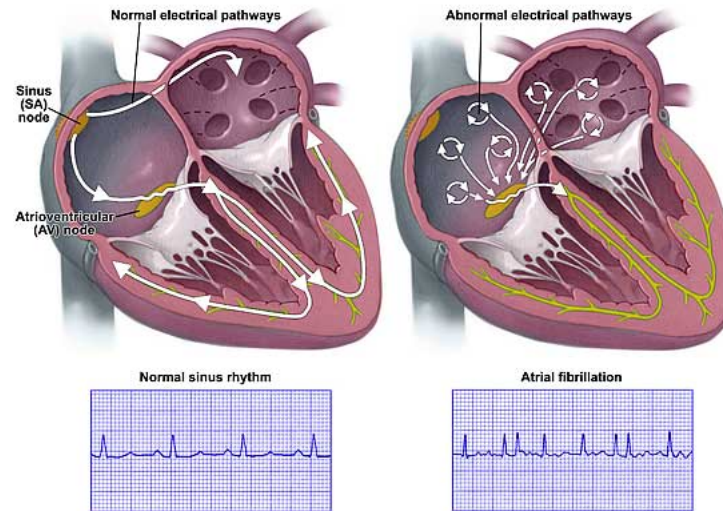 Normal electrical pathways
Sinus
(SA)
node
Atrioventricular
(AV) node
Normal sinus rhythm
Abnormal electrical pathways
Atrial fibrillation